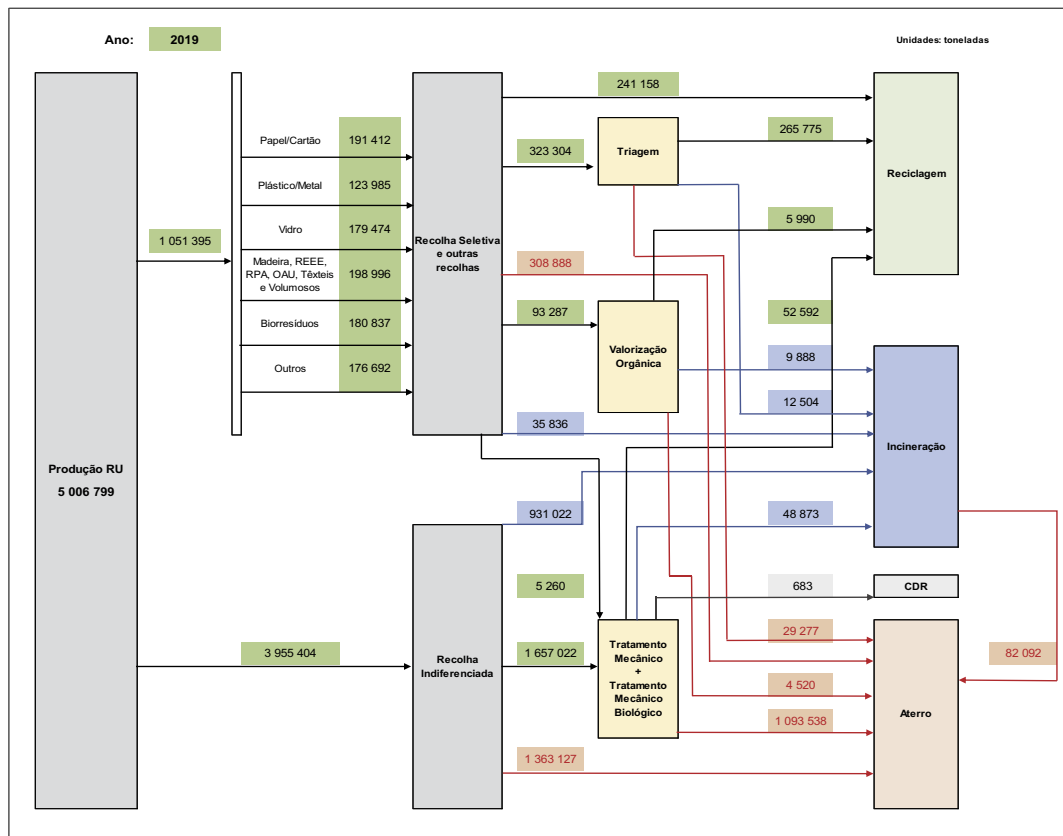 Ano: 2019
Unidades: toneladas
Produção RU
5 006 799
1 051 395
3 955 404
Papel/Cartão 191 412
Plástico/Metal 123 985
Vidro 179 474
Madeira, REEE,
RPA, OAU, Têxteis
e Volumosos
198 996
Biorresíduos 180 837
Outros 176 692
Recolha Seletiva
e outras
recolhas
Recolha
Indiferenciada
241 158
323 304
308 888
93 287
35 836
931 022
5 260
1 657 022
1 363 127
Triagem
Valorização
Orgânica
Tratamento
Mecânico
+
Tratamento
Mecânico
Biológico
265 775
5 990
52 592
9 888
12 504
48 873
683
29 277
4 520
1 093 538
Reciclagem
Incineração
CDR
Aterro
82 092